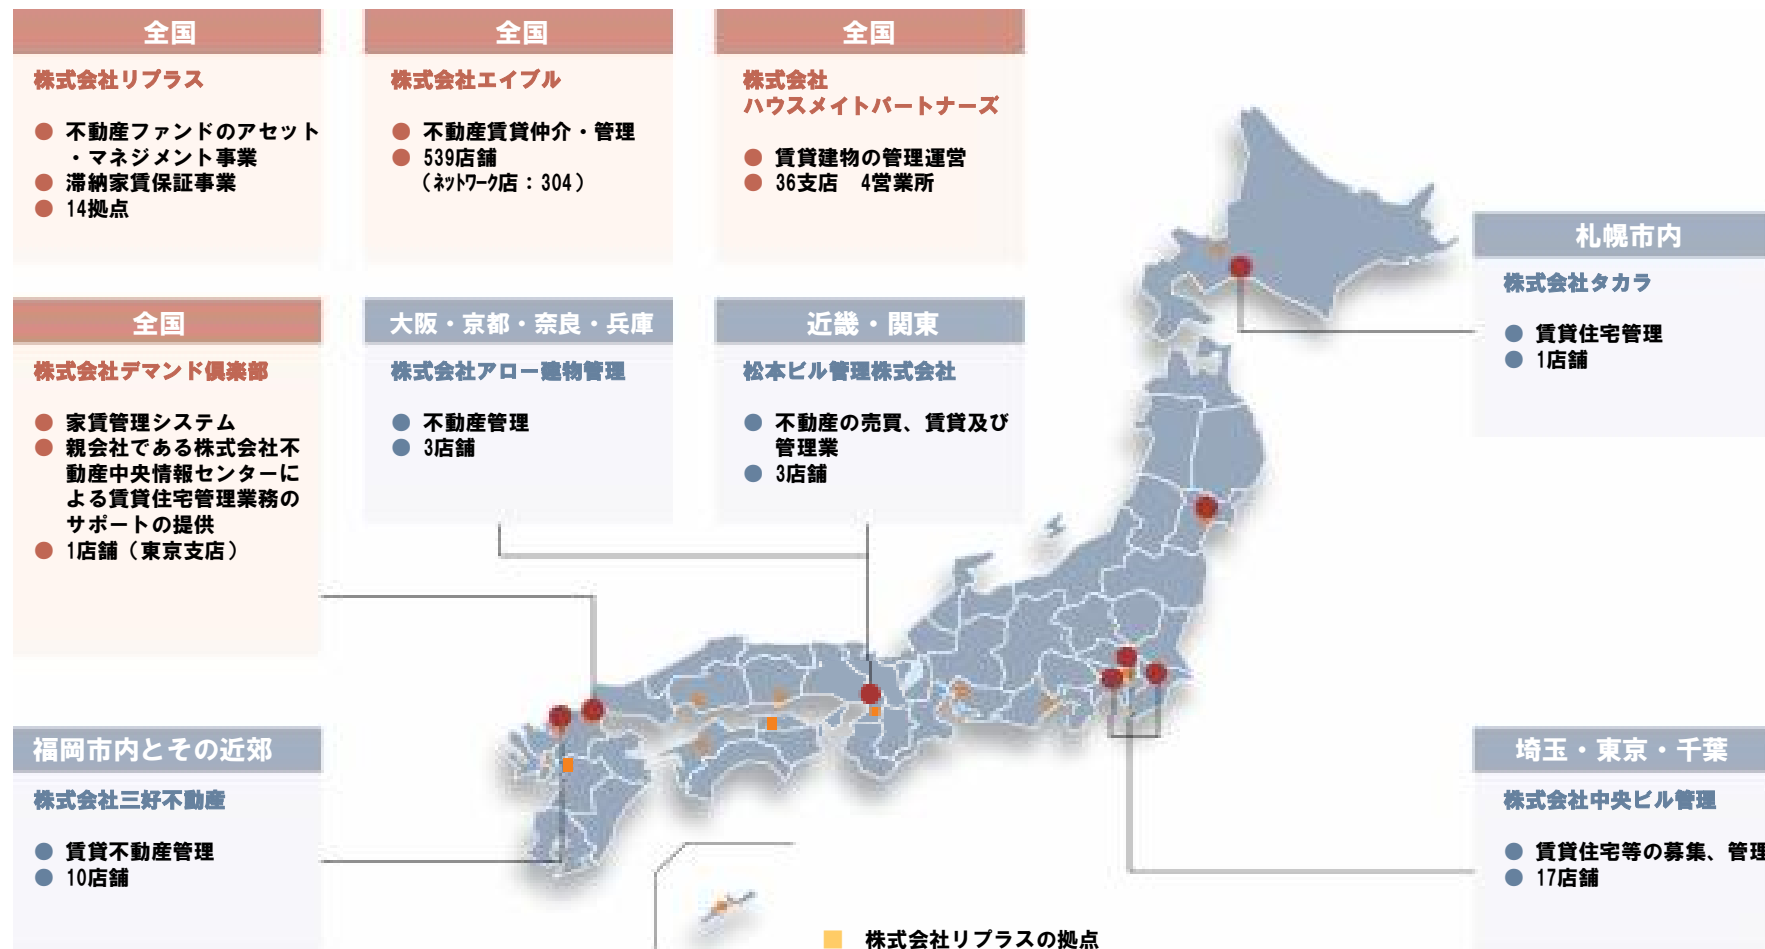 全国
株式会社リプラス
● 不動産ファンドのアセット
・マネジメント事業
● 滞納家賃保証事業
● 14拠点
全国
株式会社エイブル
● 不動産賃貸仲介・管理
● 539店舗
（ﾈｯﾄﾜｰｸ店：304）
全国
株式会社
ハウスメイトパートナーズ
● 賃貸建物の管理運営
● 36支店　4営業所
札幌市内
株式会社タカラ
● 賃貸住宅管理
● 1店舗
全国
株式会社デマンド倶楽部
● 家賃管理システム
● 親会社である株式会社不
動産中央情報センターに
よる賃貸住宅管理業務の
サポートの提供
● 1店舗（東京支店）
大阪・京都・奈良・兵庫
株式会社アロー建物管理
● 不動産管理
● 3店舗
近畿・関東
松本ビル管理株式会社
● 不動産の売買、賃貸及び
管理業
● 3店舗
福岡市内とその近郊
株式会社三好不動産
● 賃貸不動産管理
● 10店舗
埼玉・東京・千葉
株式会社中央ビル管理
● 賃貸住宅等の募集、管理
● 17店舗
株式会社リプラスの拠点